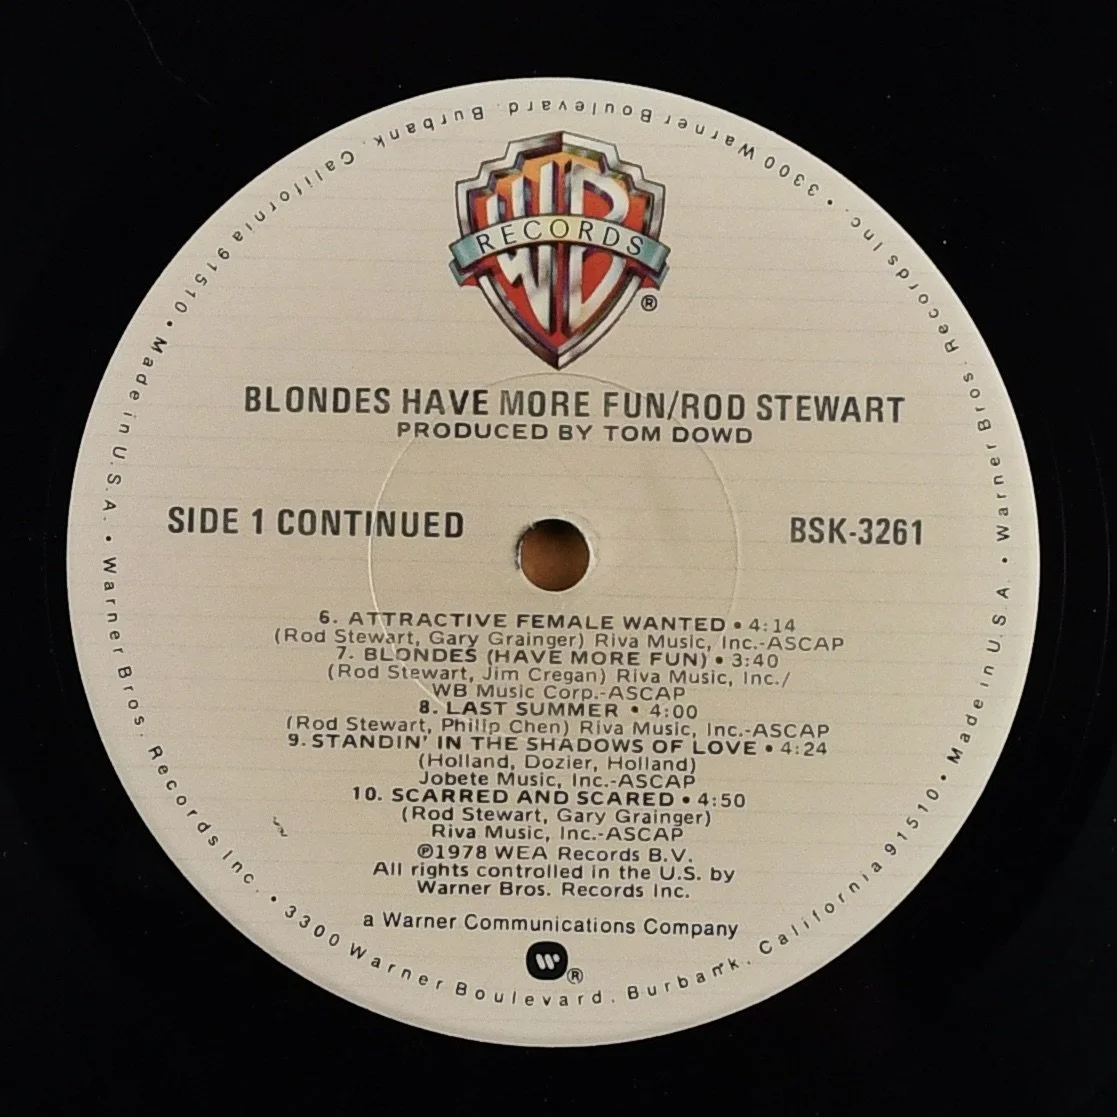 WB
RECORDS
®
BLONDES HAVE MORE FUN/ROD STEWART
PRODUCED BY TOM DOWD
SIDE 1 CONTINUED
BSK-3261
6. ATTRACTIVE FEMALE WANTED • 4:14
(Rod Stewart, Gary Grainger) Riva Music, Inc.-ASCAP
7. BLONDES (HAVE MORE FUN) • 3:40
(Rod Stewart, Jim Cregan) Riva Music, Inc./
WB Music Corp.-ASCAP
8. LAST SUMMER • 4:00
(Rod Stewart, Philip Chen) Riva Music, Inc.-ASCAP
9. STANDIN' IN THE SHADOWS OF LOVE • 4:24
(Holland, Dozier, Holland)
Jobete Music, Inc.-ASCAP
10. SCARRED AND SCARED • 4:50
(Rod Stewart, Gary Grainger)
Riva Music, Inc.-ASCAP
℗1978 WEA Records B.V.
All rights controlled in the U.S. by
Warner Bros. Records Inc.
a Warner Communications Company
W ®
Warner Bros. Records Inc. • 3300 Warner Boulevard. Burbank. California 91510 • Made in U.S.A. • Warner Bros. Records Inc. • 3300 Warner Boulevard. Burbank. California 91510 • Made in U.S.A. •